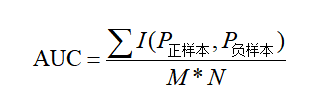 AUC = ∑ I(P正样本, P负样本) / M * N